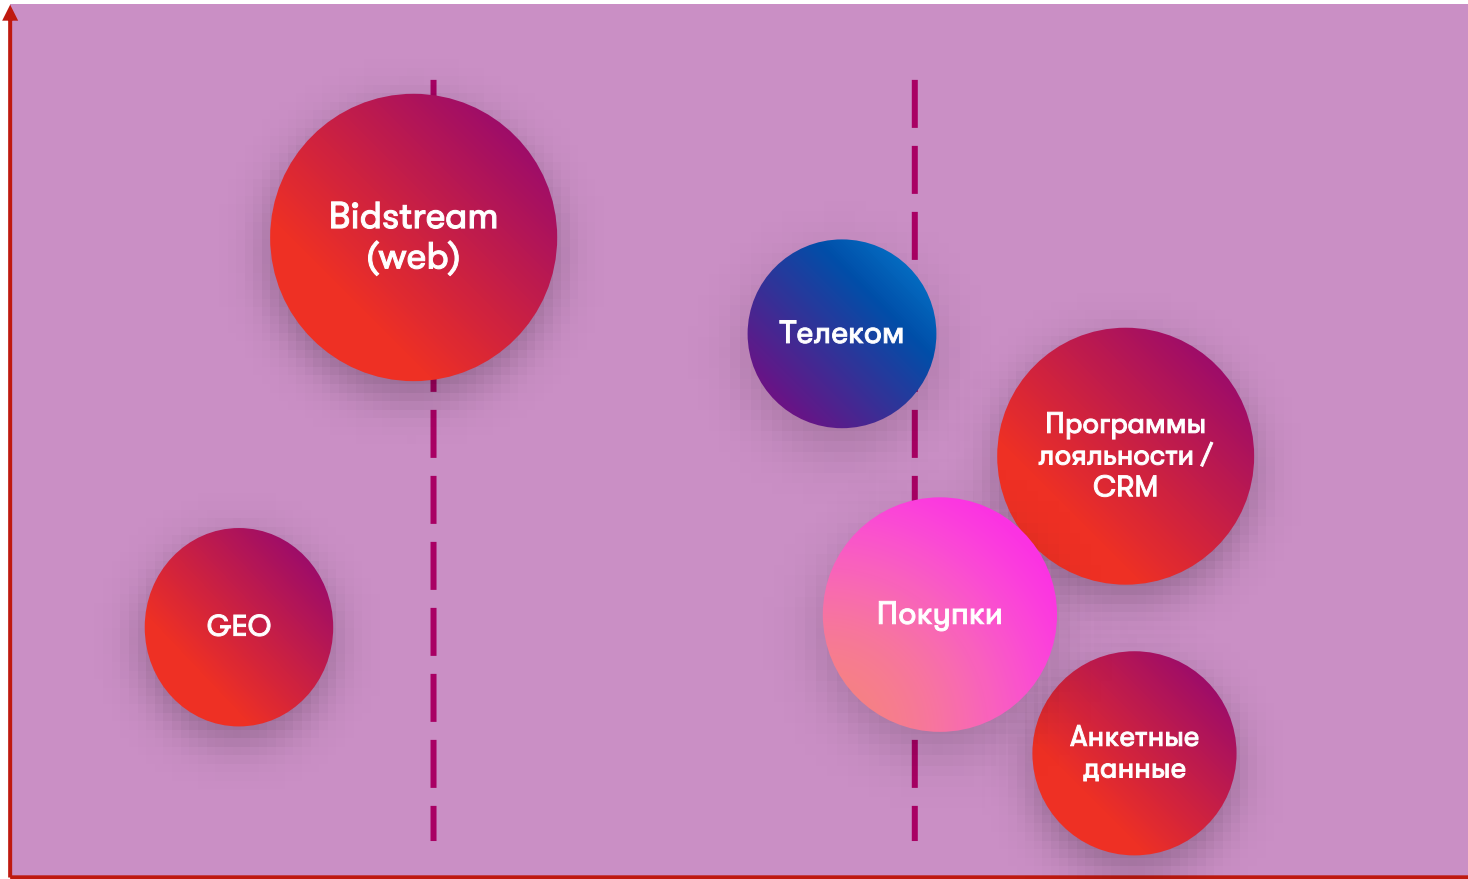 Bidstream
(web)
Телеком
Программы
лояльности /
CRM
GEO
Покупки
Анкетные
данные